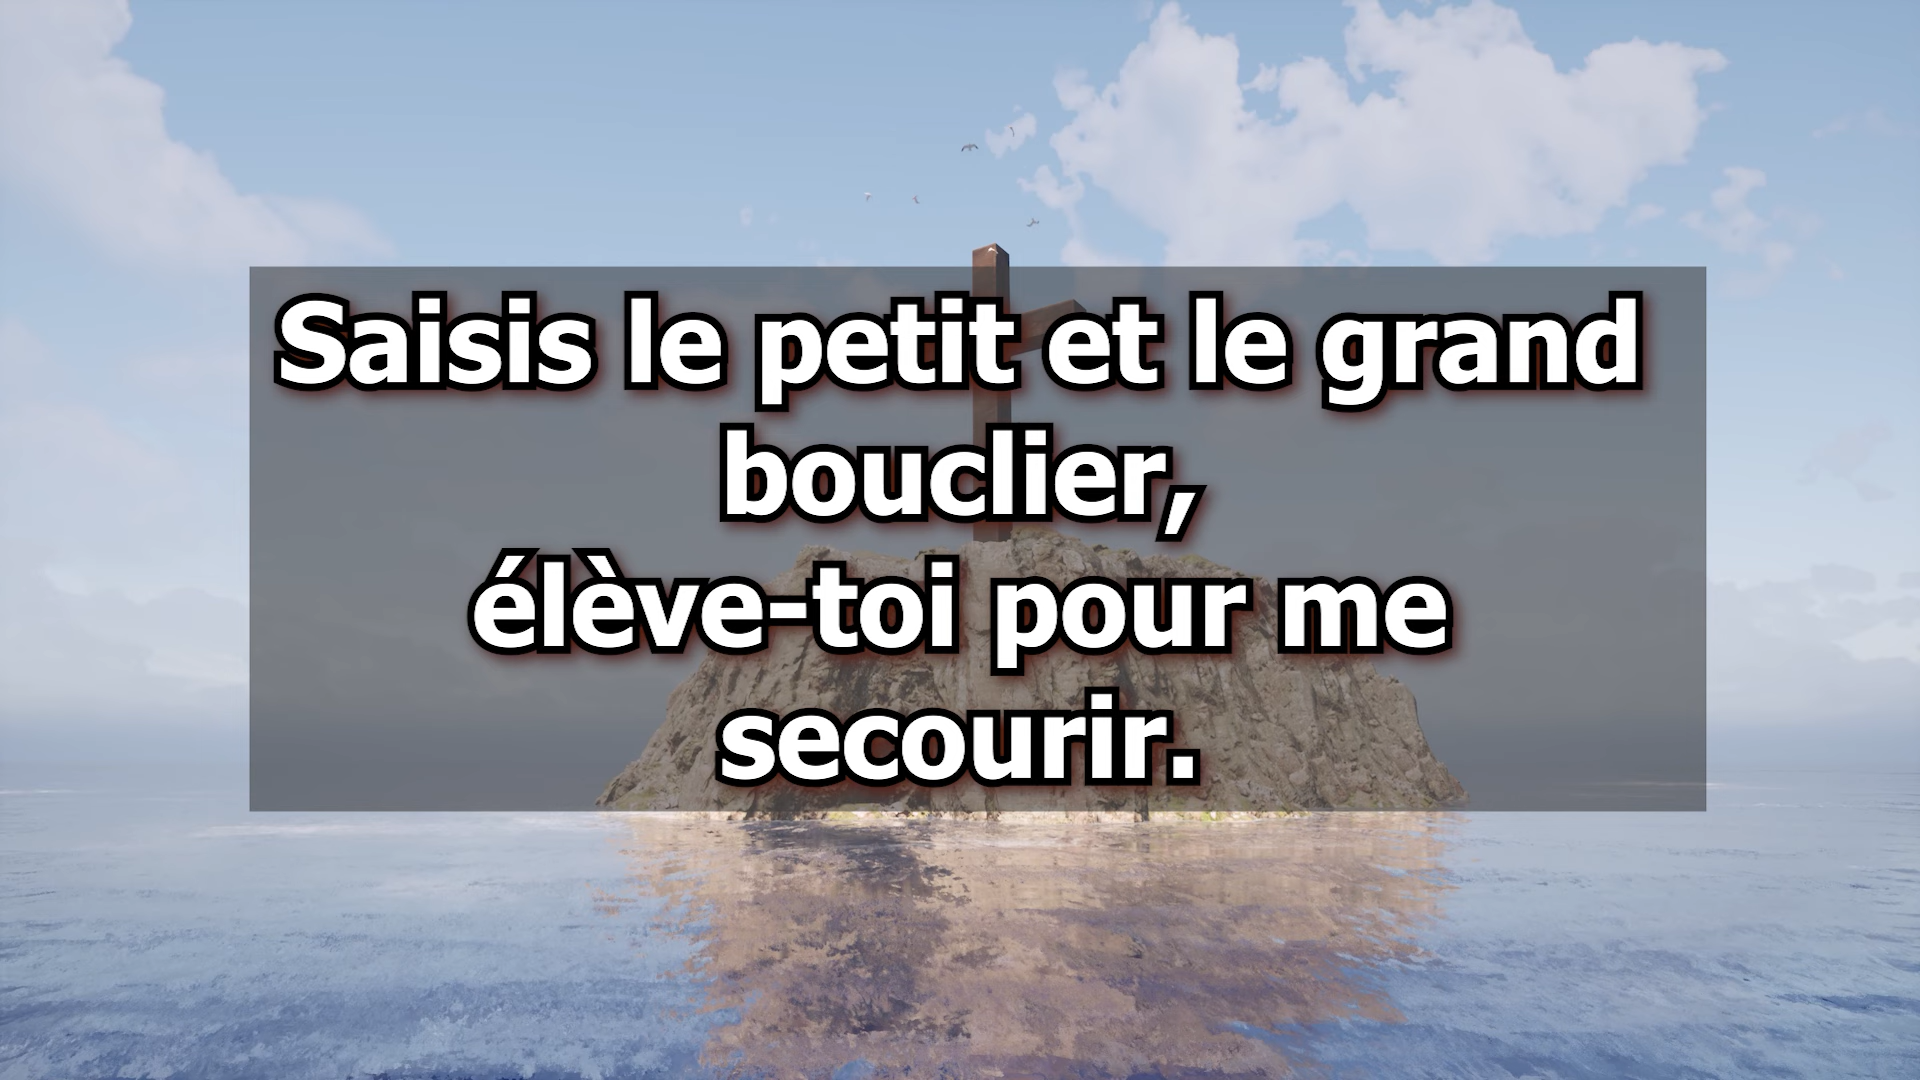 Saisis le petit et le grand
bouclier,
élève-toi pour me
secourir.